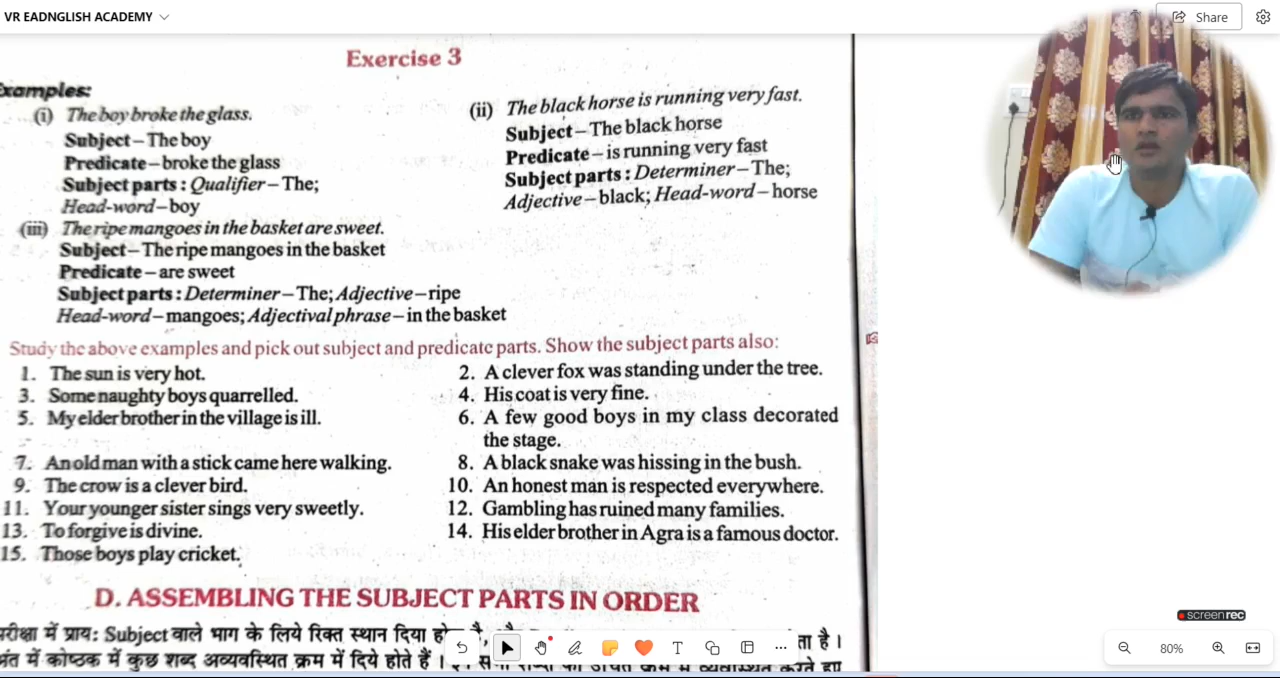 VR EADNGLISH ACADEMY
Share
Exercise 3
xamples:
(i) The boy broke the glass.
Subject – The boy
Predicate – broke the glass
Subject parts : Qualifier – The;
Head-word – boy
(ii) The black horse is running very fast.
Subject – The black horse
Predicate – is running very fast
Subject parts : Determiner – The;
Adjective – black; Head-word – horse
(iii) The ripe mangoes in the basket are sweet.
Subject – The ripe mangoes in the basket
Predicate – are sweet
Subject parts : Determiner – The; Adjective – ripe
Head-word – mangoes; Adjectival phrase – in the basket
Study the above examples and pick out subject and predicate parts. Show the subject parts also:
1. The sun is very hot.
2. A clever fox was standing under the tree.
3. Some naughty boys quarrelled.
4. His coat is very fine.
5. My elder brother in the village is ill.
6. A few good boys in my class decorated
the stage.
7. An old man with a stick came here walking.
8. A black snake was hissing in the bush.
9. The crow is a clever bird.
10. An honest man is respected everywhere.
11. Your younger sister sings very sweetly.
12. Gambling has ruined many families.
13. To forgive is divine.
14. His elder brother in Agra is a famous doctor.
15. Those boys play cricket.
D. ASSEMBLING THE SUBJECT PARTS IN ORDER
रीक्षा में प्राय: Subject वाले भाग के लिये रिक्त स्थान दिया ता है।
अंत में कोष्ठक में कुछ शब्द अव्यवस्थित क्रम में दिये होते हैं।
screenrec
80%